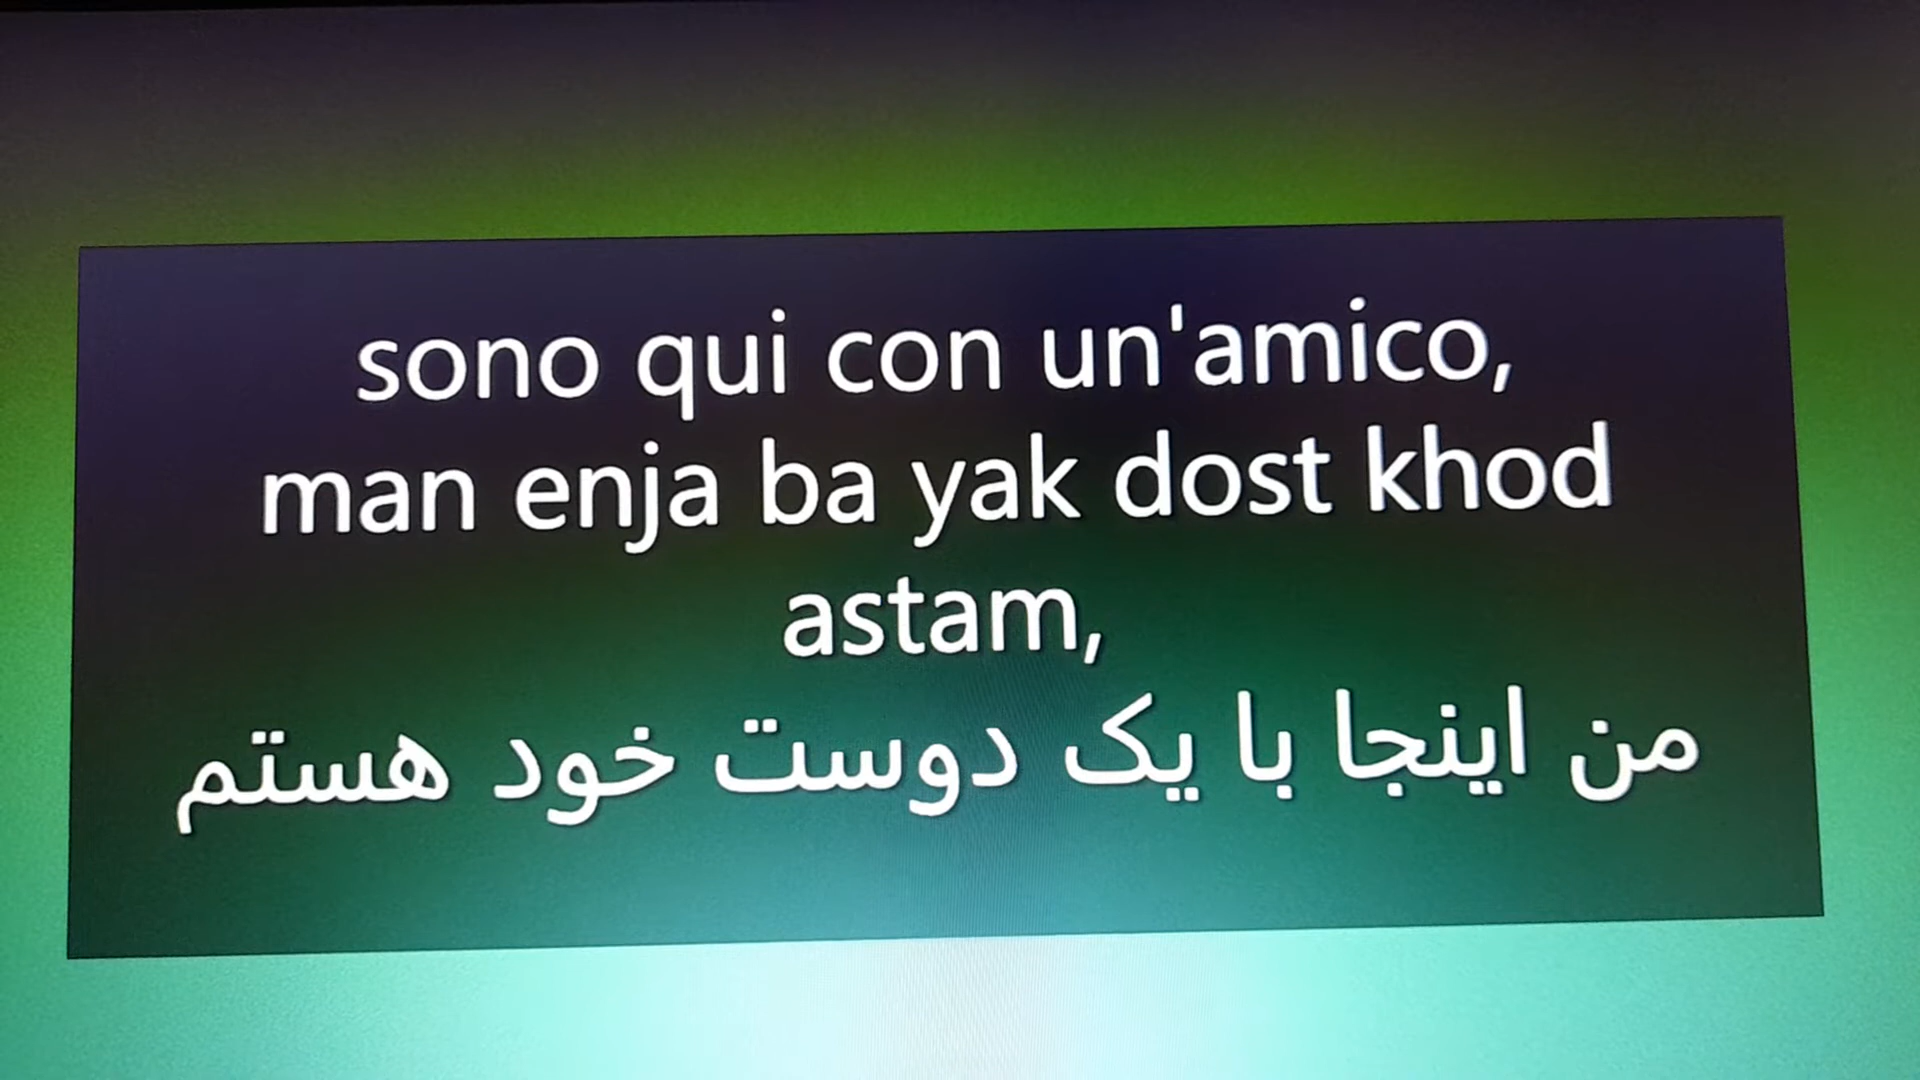 sono qui con un'amico,
man enja ba yak dost khod
astam,
من اینجا با یک دوست خود هستم